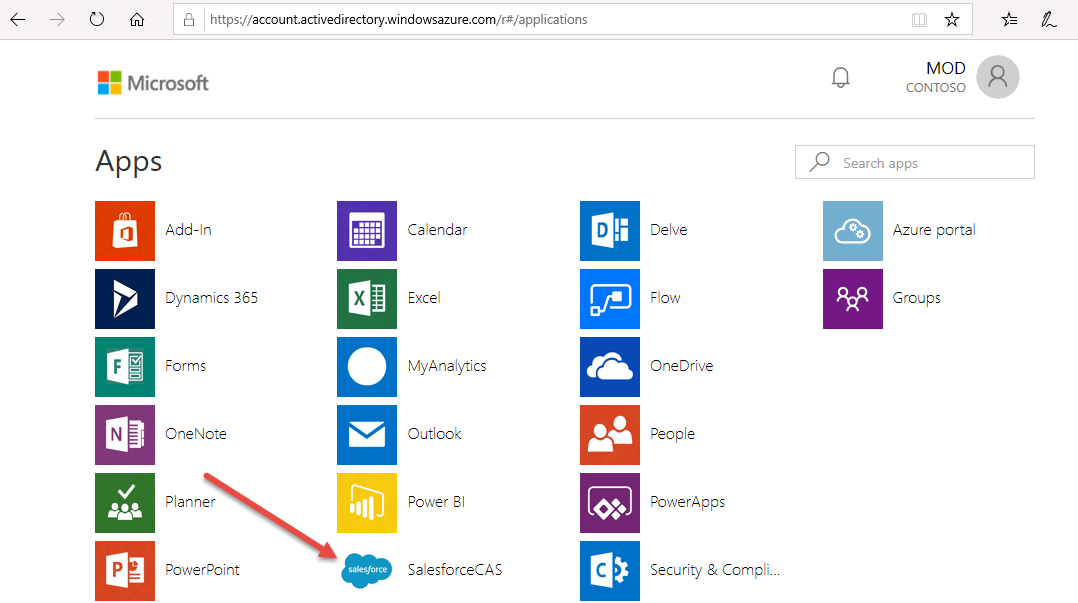 https://account.activedirectory.windowsazure.com/r#/applications
Microsoft
MOD
CONTOSO
Apps
Search apps
Add-In
Calendar
D
Delve
Azure portal
Dynamics 365
X
Excel
Flow
Groups
F
Forms
MyAnalytics
OneDrive
N
OneNote
Outlook
People
Planner
Power BI
PowerApps
P
PowerPoint
salesforce
SalesforceCAS
C
Security & Compli...